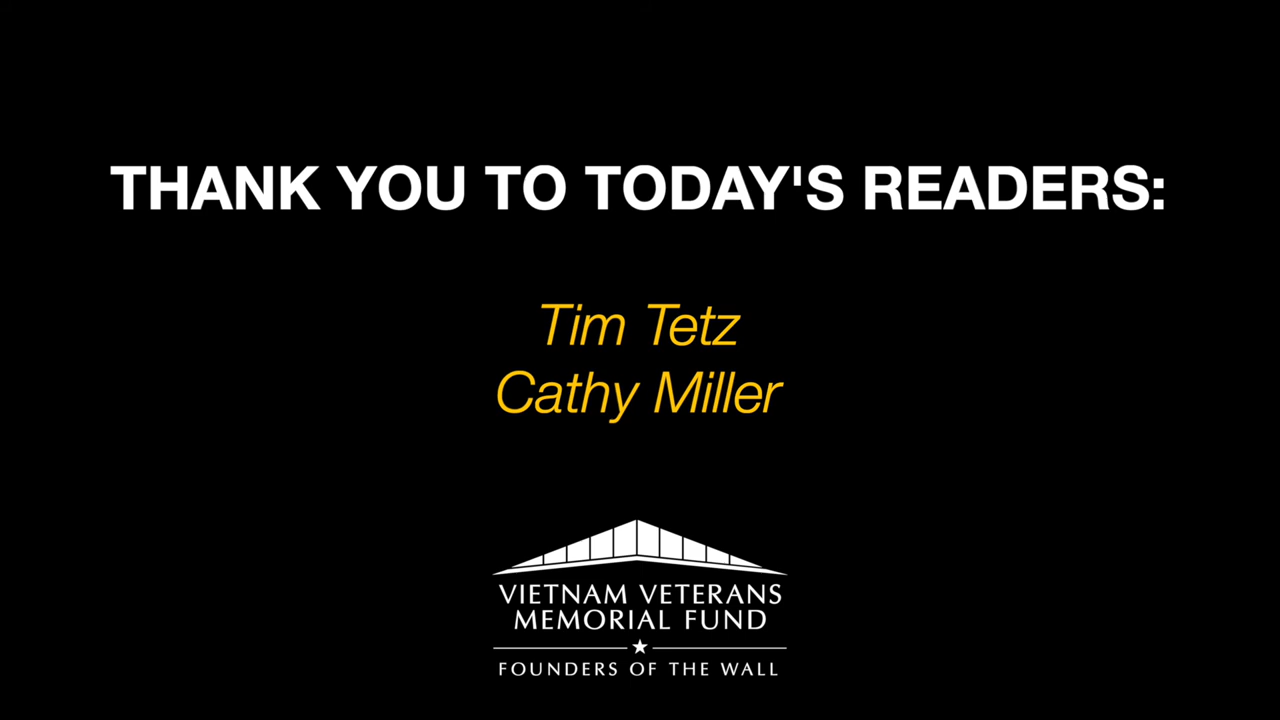 THANK YOU TO TODAY'S READERS:
Tim Tetz
Cathy Miller
VIETNAM VETERANS
MEMORIAL FUND
FOUNDERS OF THE WALL